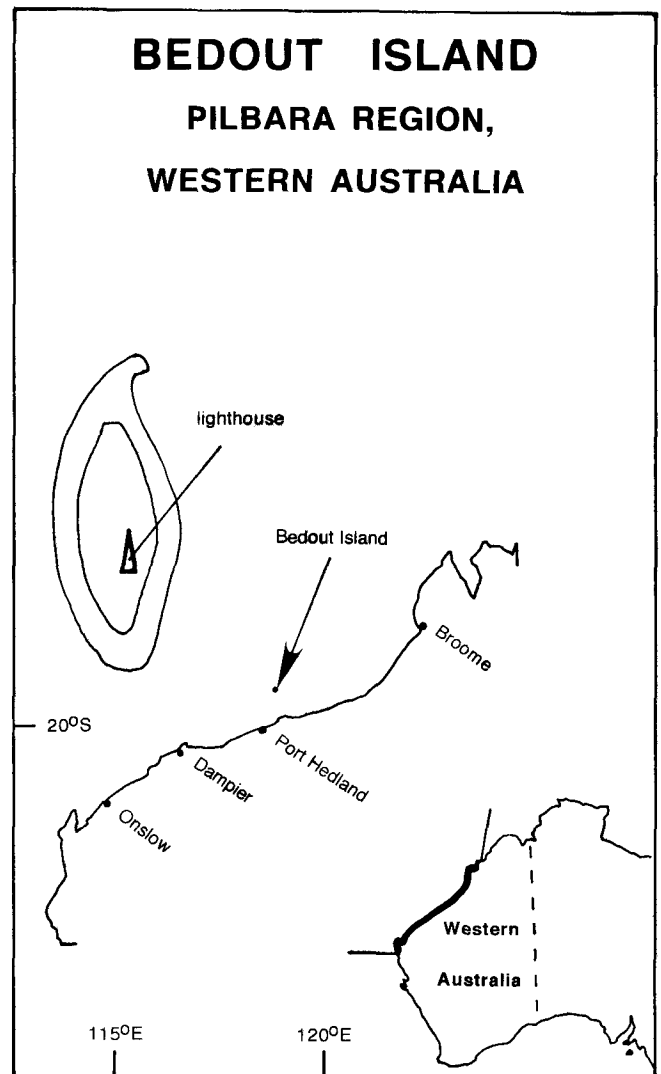 BEDOUT ISLAND
PILBARA REGION,
WESTERN AUSTRALIA
lighthouse
Bedout Island
Broome
20°S
Port Hedland
Dampier
Onslow
Western
Australia
115°E
120°E